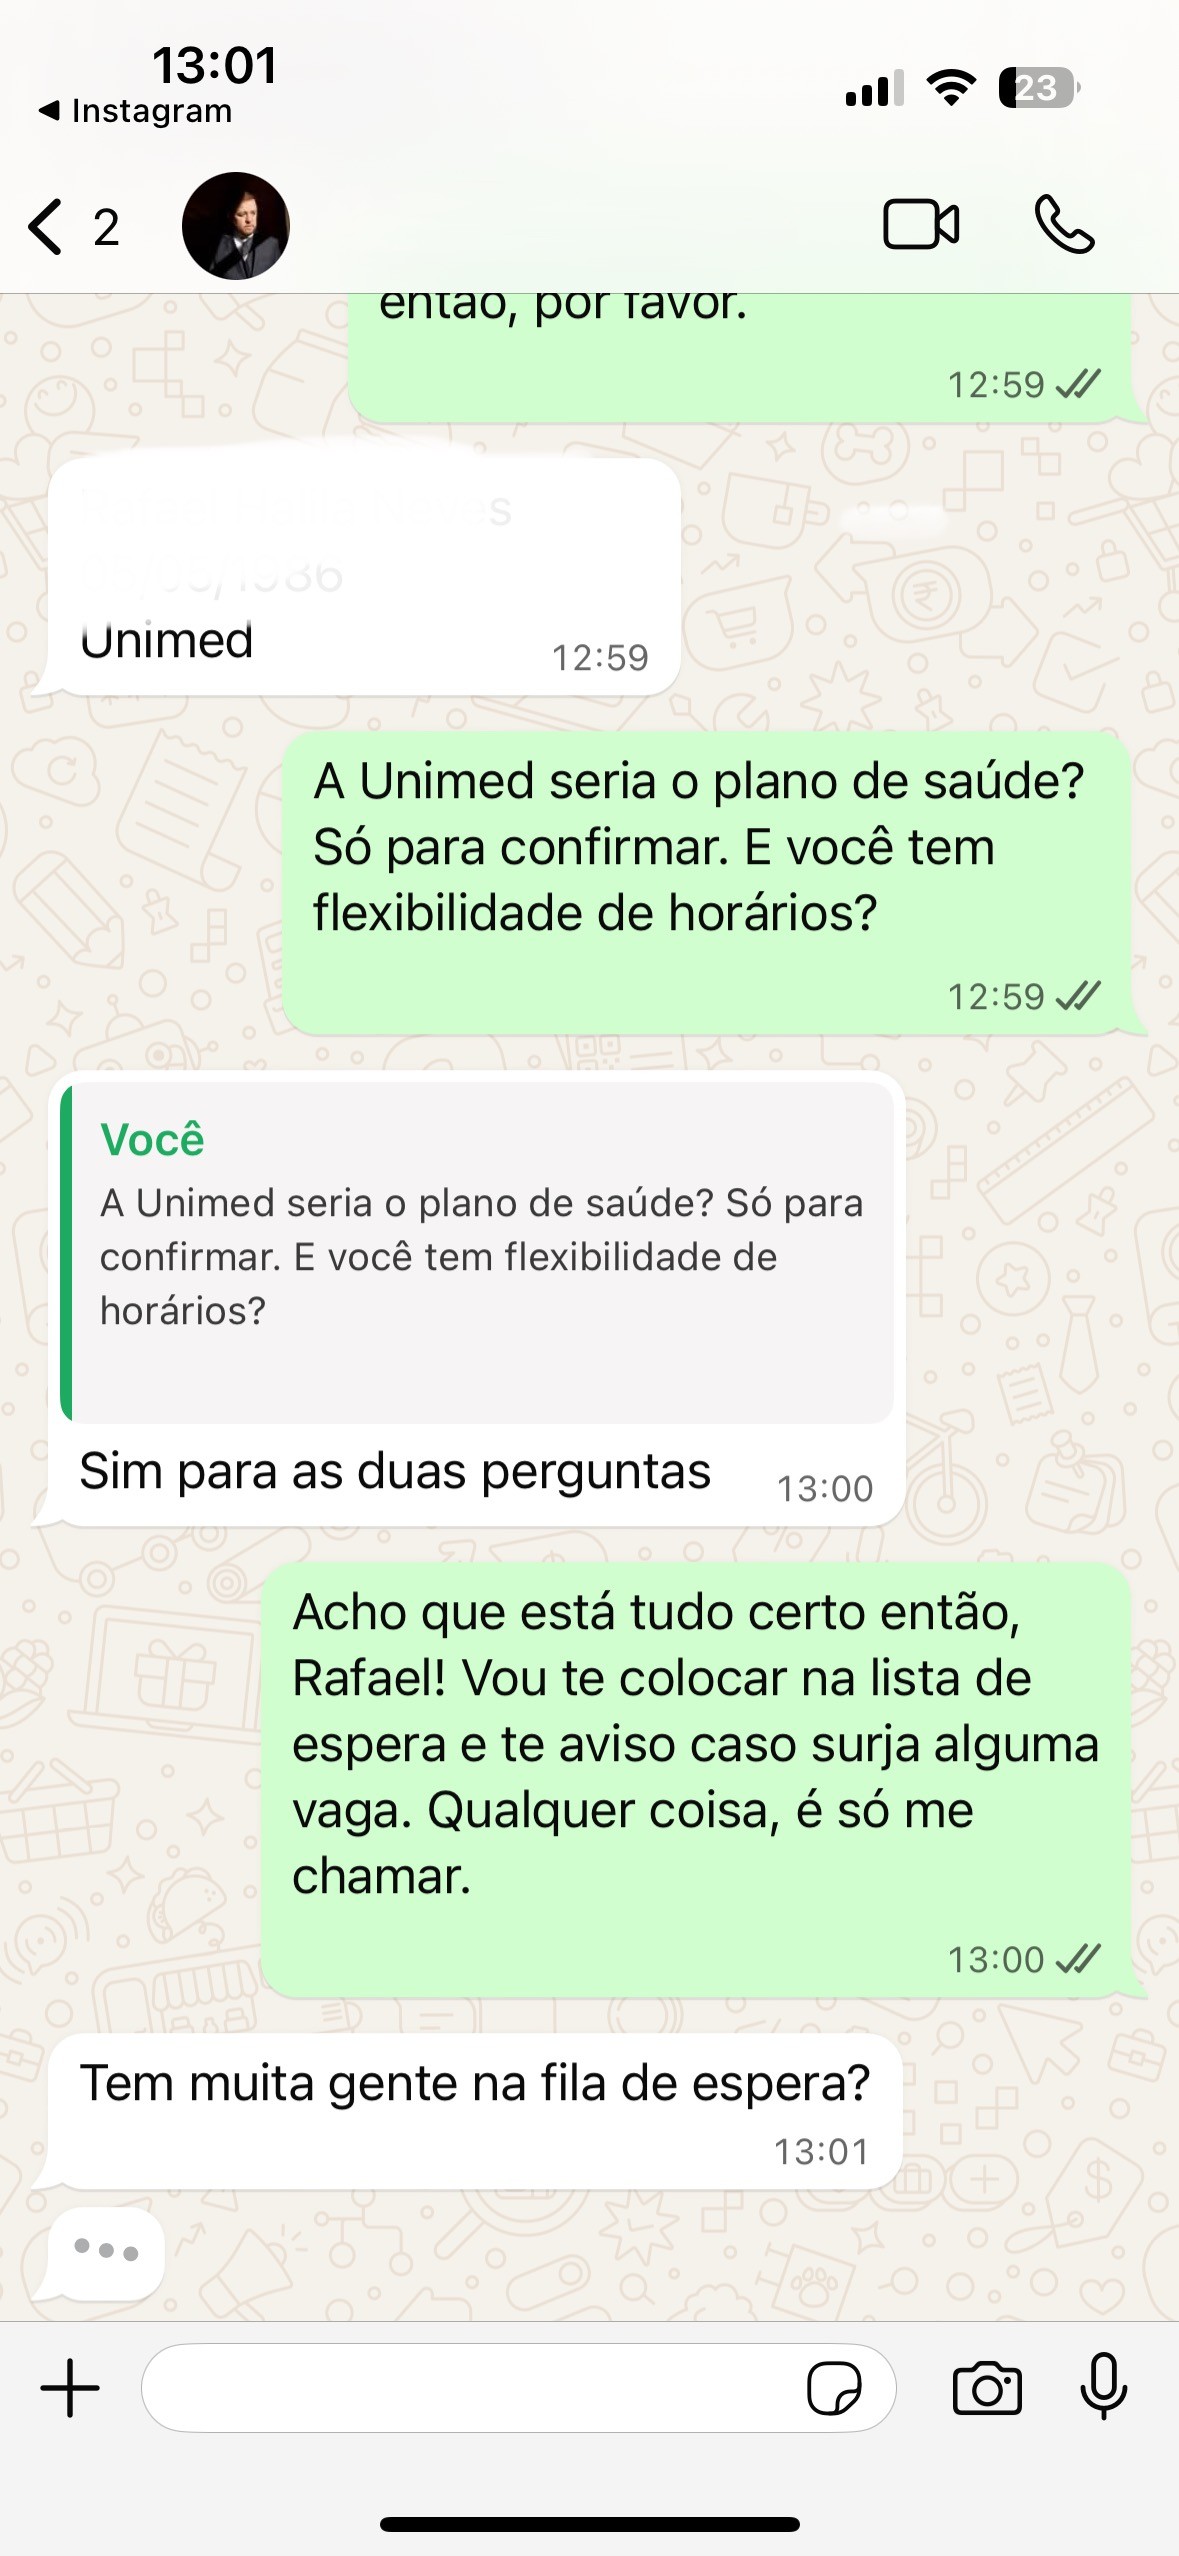 13:01
Instagram
23
2
então, por favor.
12:59
Unimed
12:59
A Unimed seria o plano de saúde?
Só para confirmar. E você tem
flexibilidade de horários?
12:59
Você
A Unimed seria o plano de saúde? Só para
confirmar. E você tem flexibilidade de
horários?
Sim para as duas perguntas
13:00
Acho que está tudo certo então,
Rafael! Vou te colocar na lista de
espera e te aviso caso surja alguma
vaga. Qualquer coisa, é só me
chamar.
13:00
Tem muita gente na fila de espera?
13:01